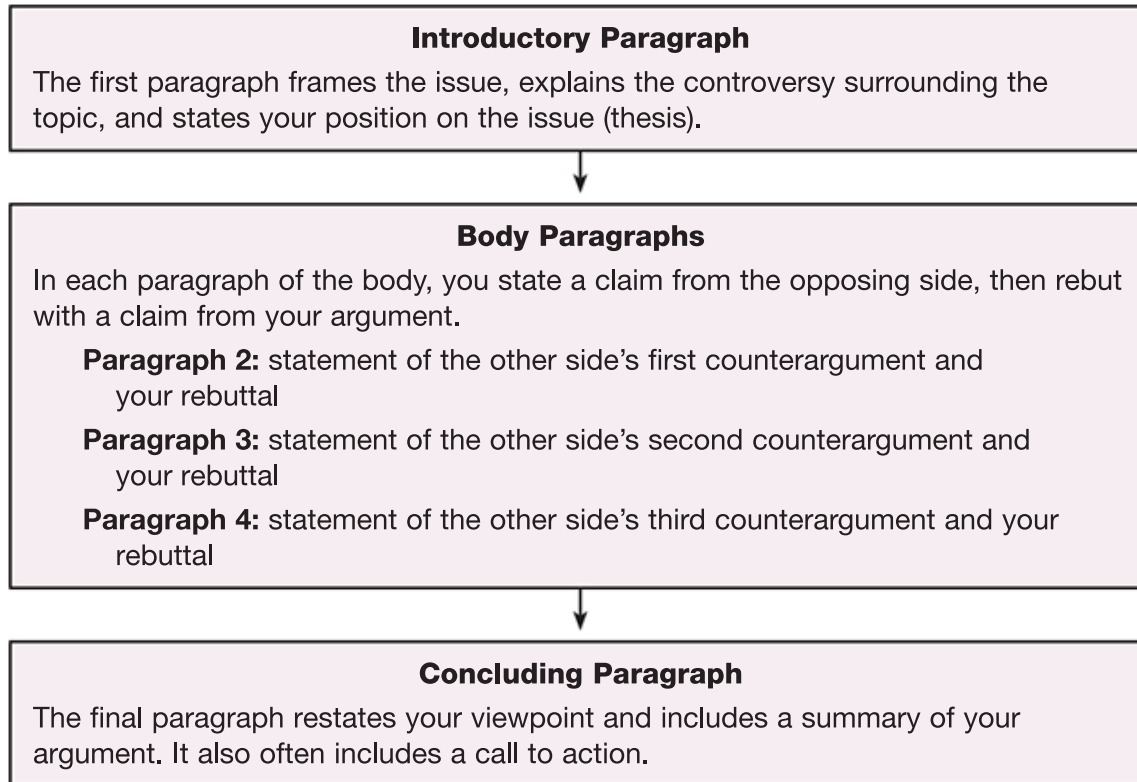 Introductory Paragraph
The first paragraph frames the issue, explains the controversy surrounding the
topic, and states your position on the issue (thesis).
Body Paragraphs
In each paragraph of the body, you state a claim from the opposing side, then rebut
with a claim from your argument.
Paragraph 2: statement of the other side's first counterargument and
your rebuttal
Paragraph 3: statement of the other side's second counterargument and
your rebuttal
Paragraph 4: statement of the other side's third counterargument and your
rebuttal
Concluding Paragraph
The final paragraph restates your viewpoint and includes a summary of your
argument. It also often includes a call to action.